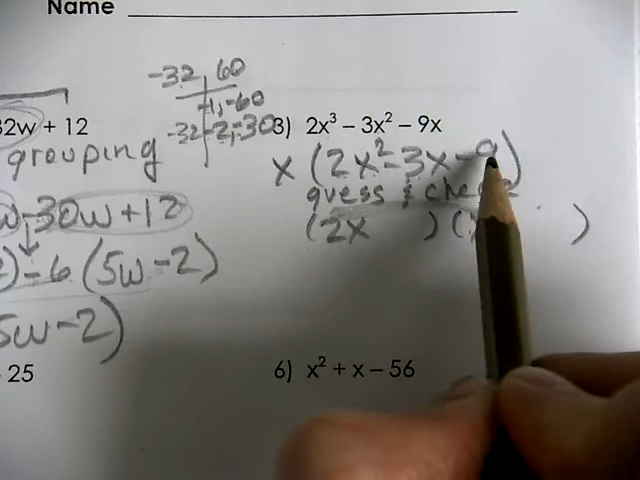 Name
-32 60
-1, -60
32w + 12
-32 -2, -30
3) 2x³ − 3x² − 9x
grouping
x (2x² - 3x - 9)
guess & check
-30w + 12
(2x ) ( )
) - 6 (5w - 2)
5w - 2)
25
6) x² + x − 56